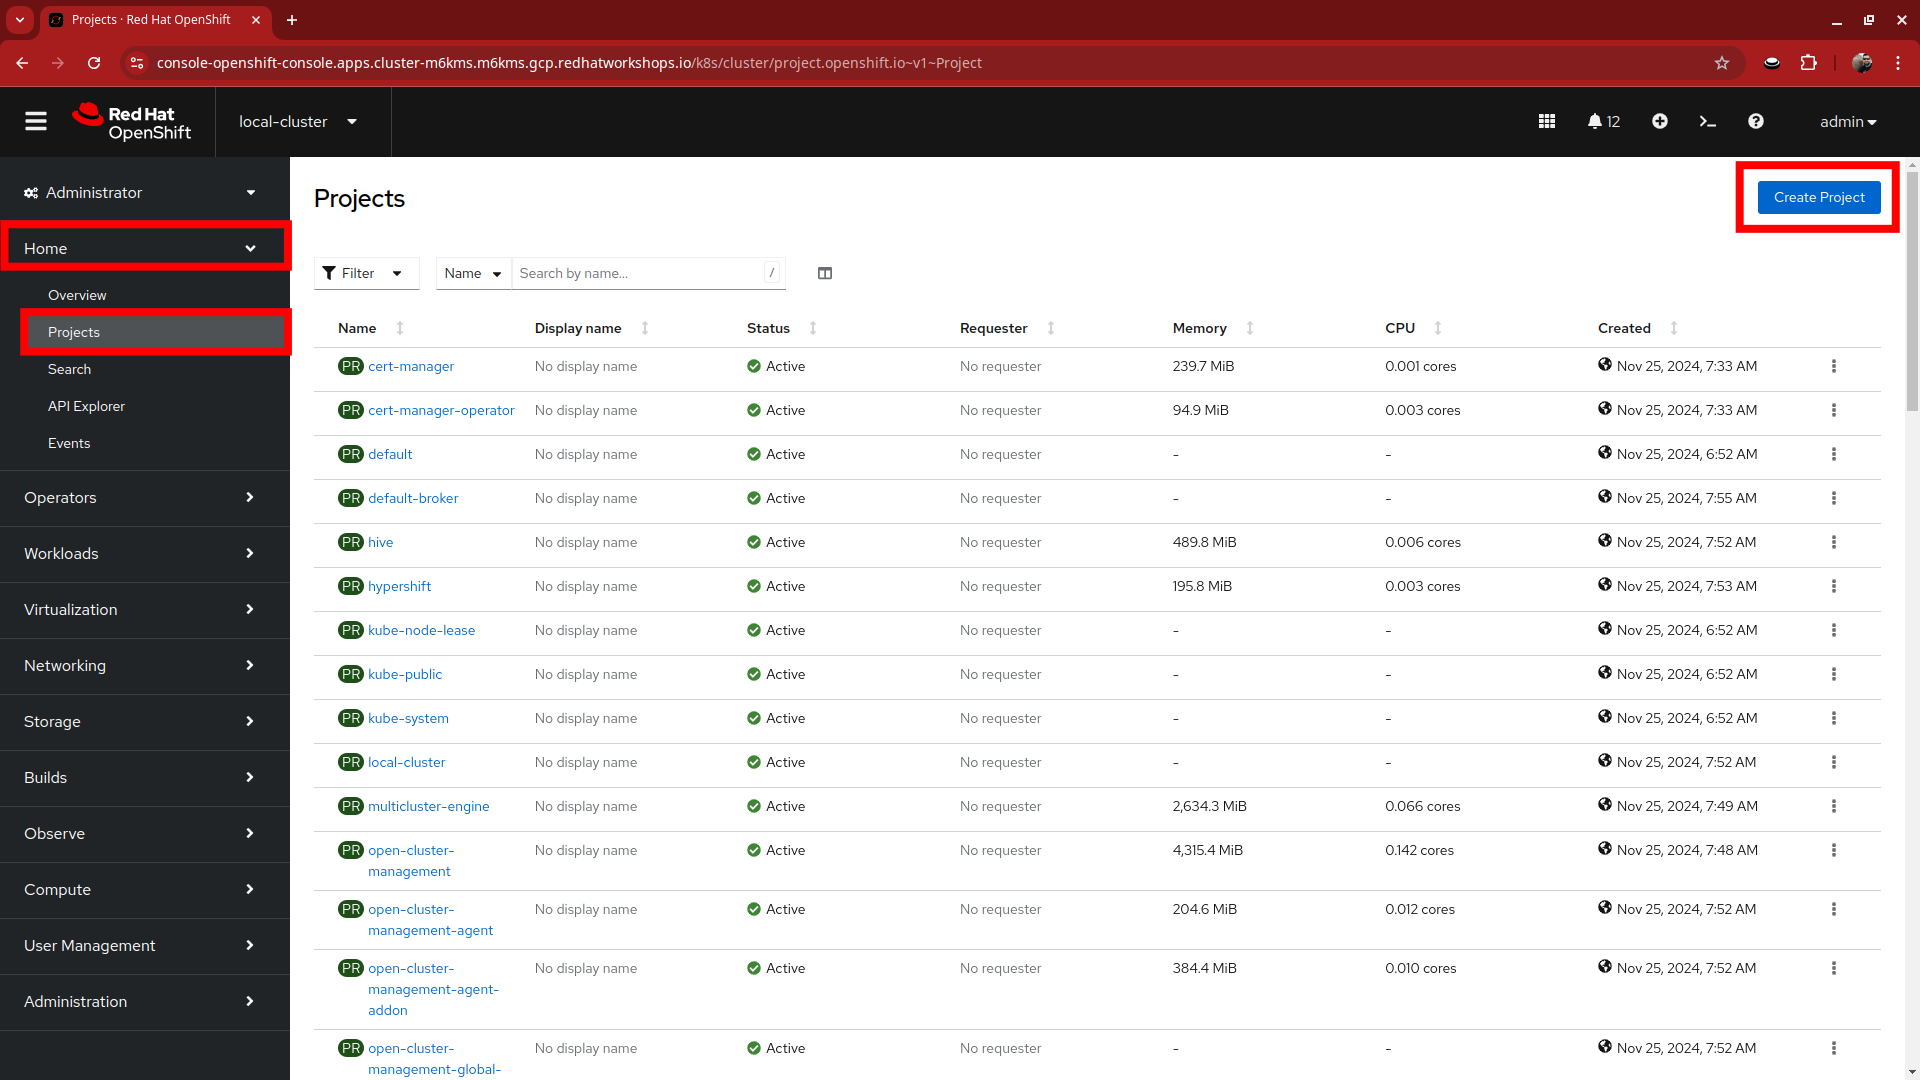 Projects · Red Hat OpenShift
console-openshift-console.apps.cluster-m6kms.m6kms.gcp.redhatworkshops.io/k8s/cluster/project.openshift.io~v1~Project
Red Hat
OpenShift
local-cluster
12
admin
Administrator
Home
Overview
Projects
Search
API Explorer
Events
Operators
Workloads
Virtualization
Networking
Storage
Builds
Observe
Compute
User Management
Administration
Projects
Create Project
Filter
Name
Search by name...
/
Name Display name Status Requester Memory CPU Created
PR cert-manager No display name Active No requester 239.7 MiB 0.001 cores Nov 25, 2024, 7:33 AM
PR cert-manager-operator No display name Active No requester 94.9 MiB 0.003 cores Nov 25, 2024, 7:33 AM
PR default No display name Active No requester - - Nov 25, 2024, 6:52 AM
PR default-broker No display name Active No requester - - Nov 25, 2024, 7:55 AM
PR hive No display name Active No requester 489.8 MiB 0.006 cores Nov 25, 2024, 7:52 AM
PR hypershift No display name Active No requester 195.8 MiB 0.003 cores Nov 25, 2024, 7:53 AM
PR kube-node-lease No display name Active No requester - - Nov 25, 2024, 6:52 AM
PR kube-public No display name Active No requester - - Nov 25, 2024, 6:52 AM
PR kube-system No display name Active No requester - - Nov 25, 2024, 6:52 AM
PR local-cluster No display name Active No requester - - Nov 25, 2024, 7:52 AM
PR multicluster-engine No display name Active No requester 2,634.3 MiB 0.066 cores Nov 25, 2024, 7:49 AM
PR open-cluster- No display name Active No requester 4,315.4 MiB 0.142 cores Nov 25, 2024, 7:48 AM
management
PR open-cluster- No display name Active No requester 204.6 MiB 0.012 cores Nov 25, 2024, 7:52 AM
management-agent
PR open-cluster- No display name Active No requester 384.4 MiB 0.010 cores Nov 25, 2024, 7:52 AM
management-agent-
addon
PR open-cluster- No display name Active No requester - - Nov 25, 2024, 7:52 AM
management-global-